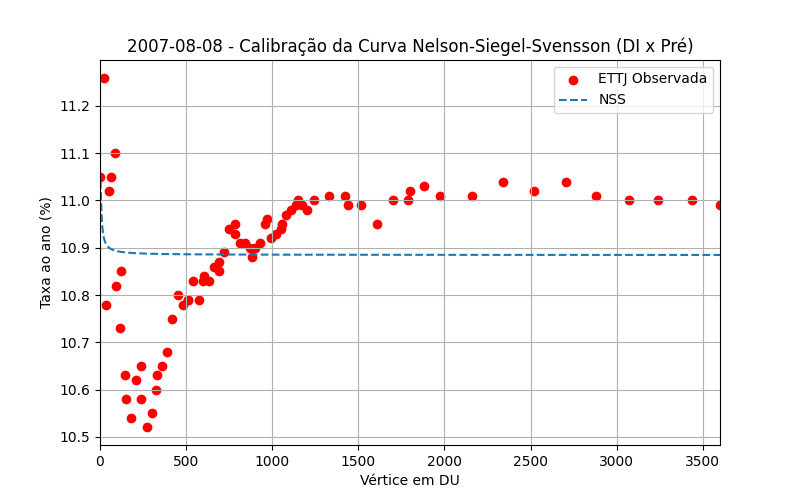 2007-08-08 - Calibração da Curva Nelson-Siegel-Svensson (DI x Pré)
ETTJ Observada
NSS
Taxa ao ano (%)
11.2
11.1
11.0
10.9
10.8
10.7
10.6
10.5
0 500 1000 1500 2000 2500 3000 3500
Vértice em DU